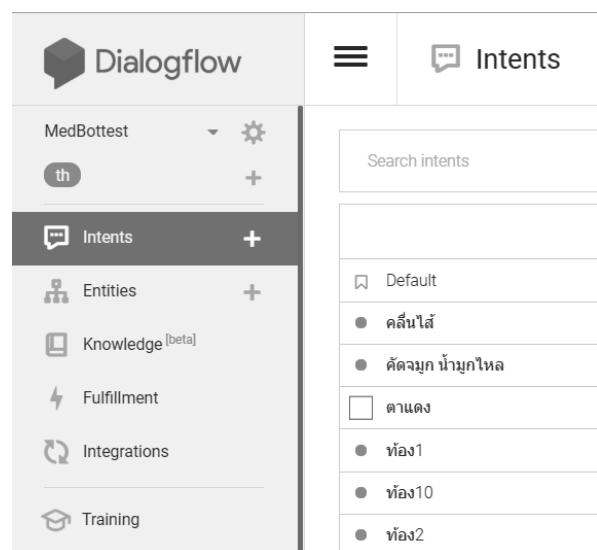 Dialogflow
Intents
MedBottest
th
Search intents
Intents
Entities
Knowledge [beta]
Fulfillment
Integrations
Training
Default
คลื่นไส้
คัดจมูก น้ำมูกไหล
ตาแดง
ท้อง1
ท้อง10
ท้อง2